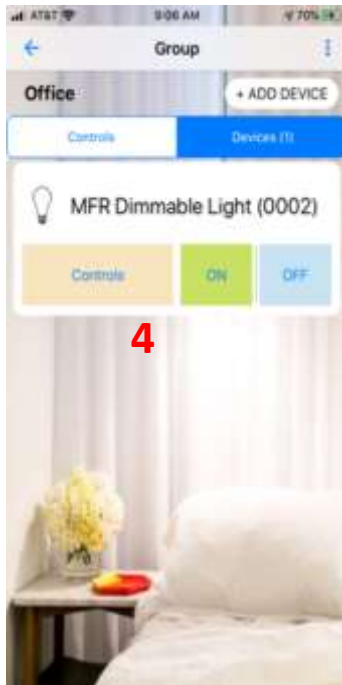 AT&T 9:06 AM 70%
Group
Office + ADD DEVICE
Controls Devices (1)
MFR Dimmable Light (0002)
Controls ON OFF
4